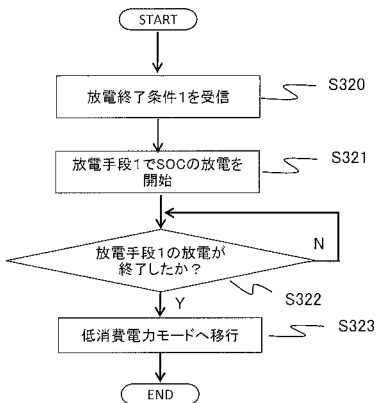 START
放電終了条件1を受信
S320
放電手段1でSOCの放電を
開始
S321
放電手段1の放電が
終了したか?
N
S322
Y
低消費電力モードへ移行
S323
END